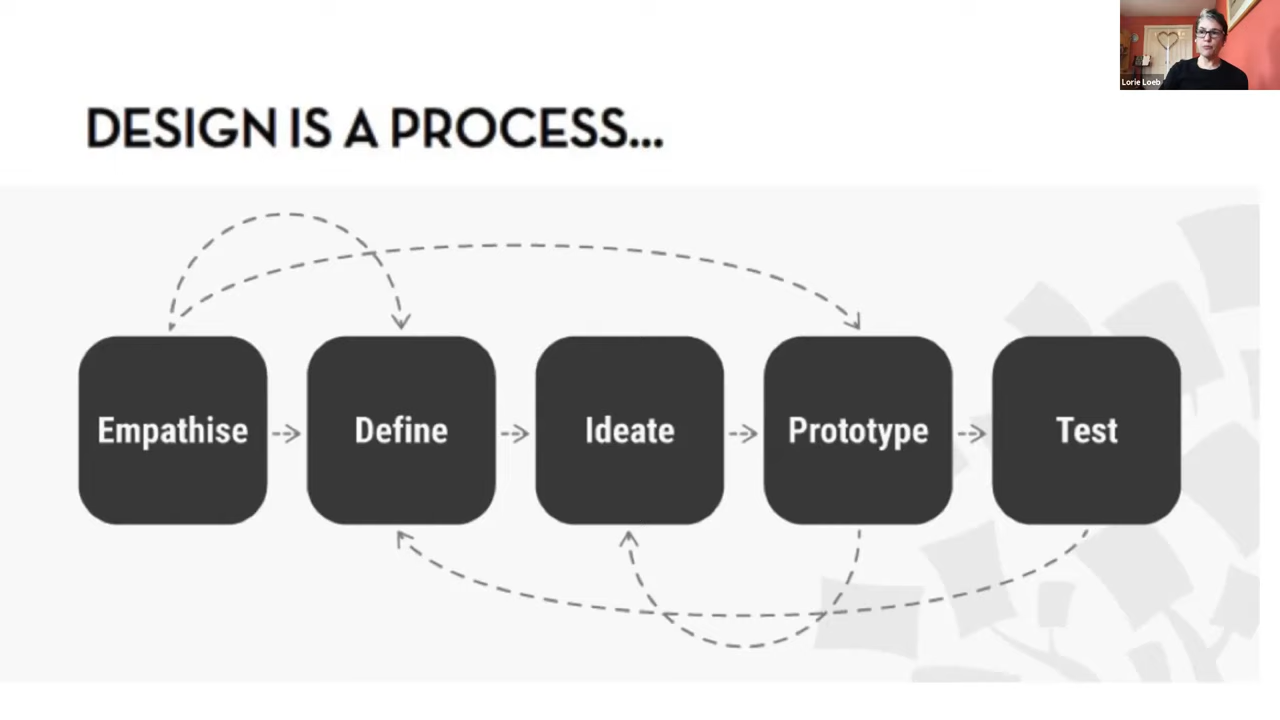 Lorie Loeb
DESIGN IS A PROCESS...
Empathise
Define
Ideate
Prototype
Test